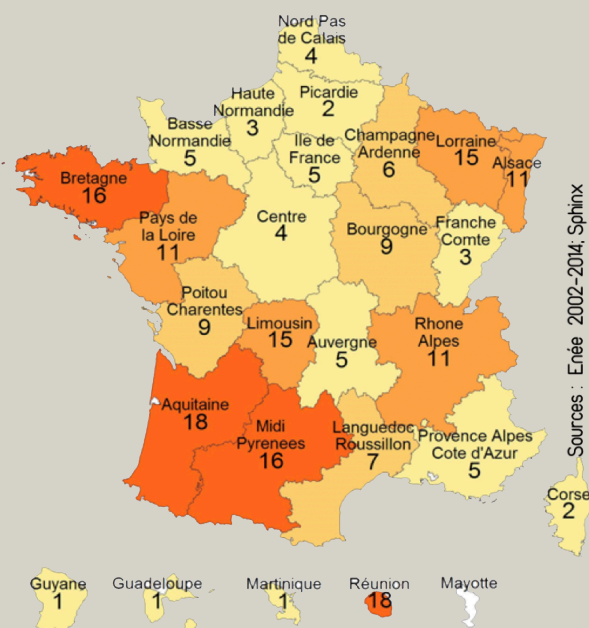 Nord Pas
de Calais
4
Picardie
2
Haute
Normandie
3
Basse
Normandie
5
Ile de
France
5
Champagne
Ardenne
6
Lorraine
15
Alsace
11
Bretagne
16
Pays de
la Loire
11
Centre
4
Bourgogne
9
Franche
Comte
3
Poitou
Charentes
9
Limousin
15
Auvergne
5
Rhone
Alpes
11
Aquitaine
18
Midi
Pyrenees
16
Languedoc
Roussillon
7
Provence Alpes
Cote d'Azur
5
Corse
2
Guyane
1
Guadeloupe
1
Martinique
1
Réunion
18
Mayotte
Sources : Enée 2002-2014; Sphinx